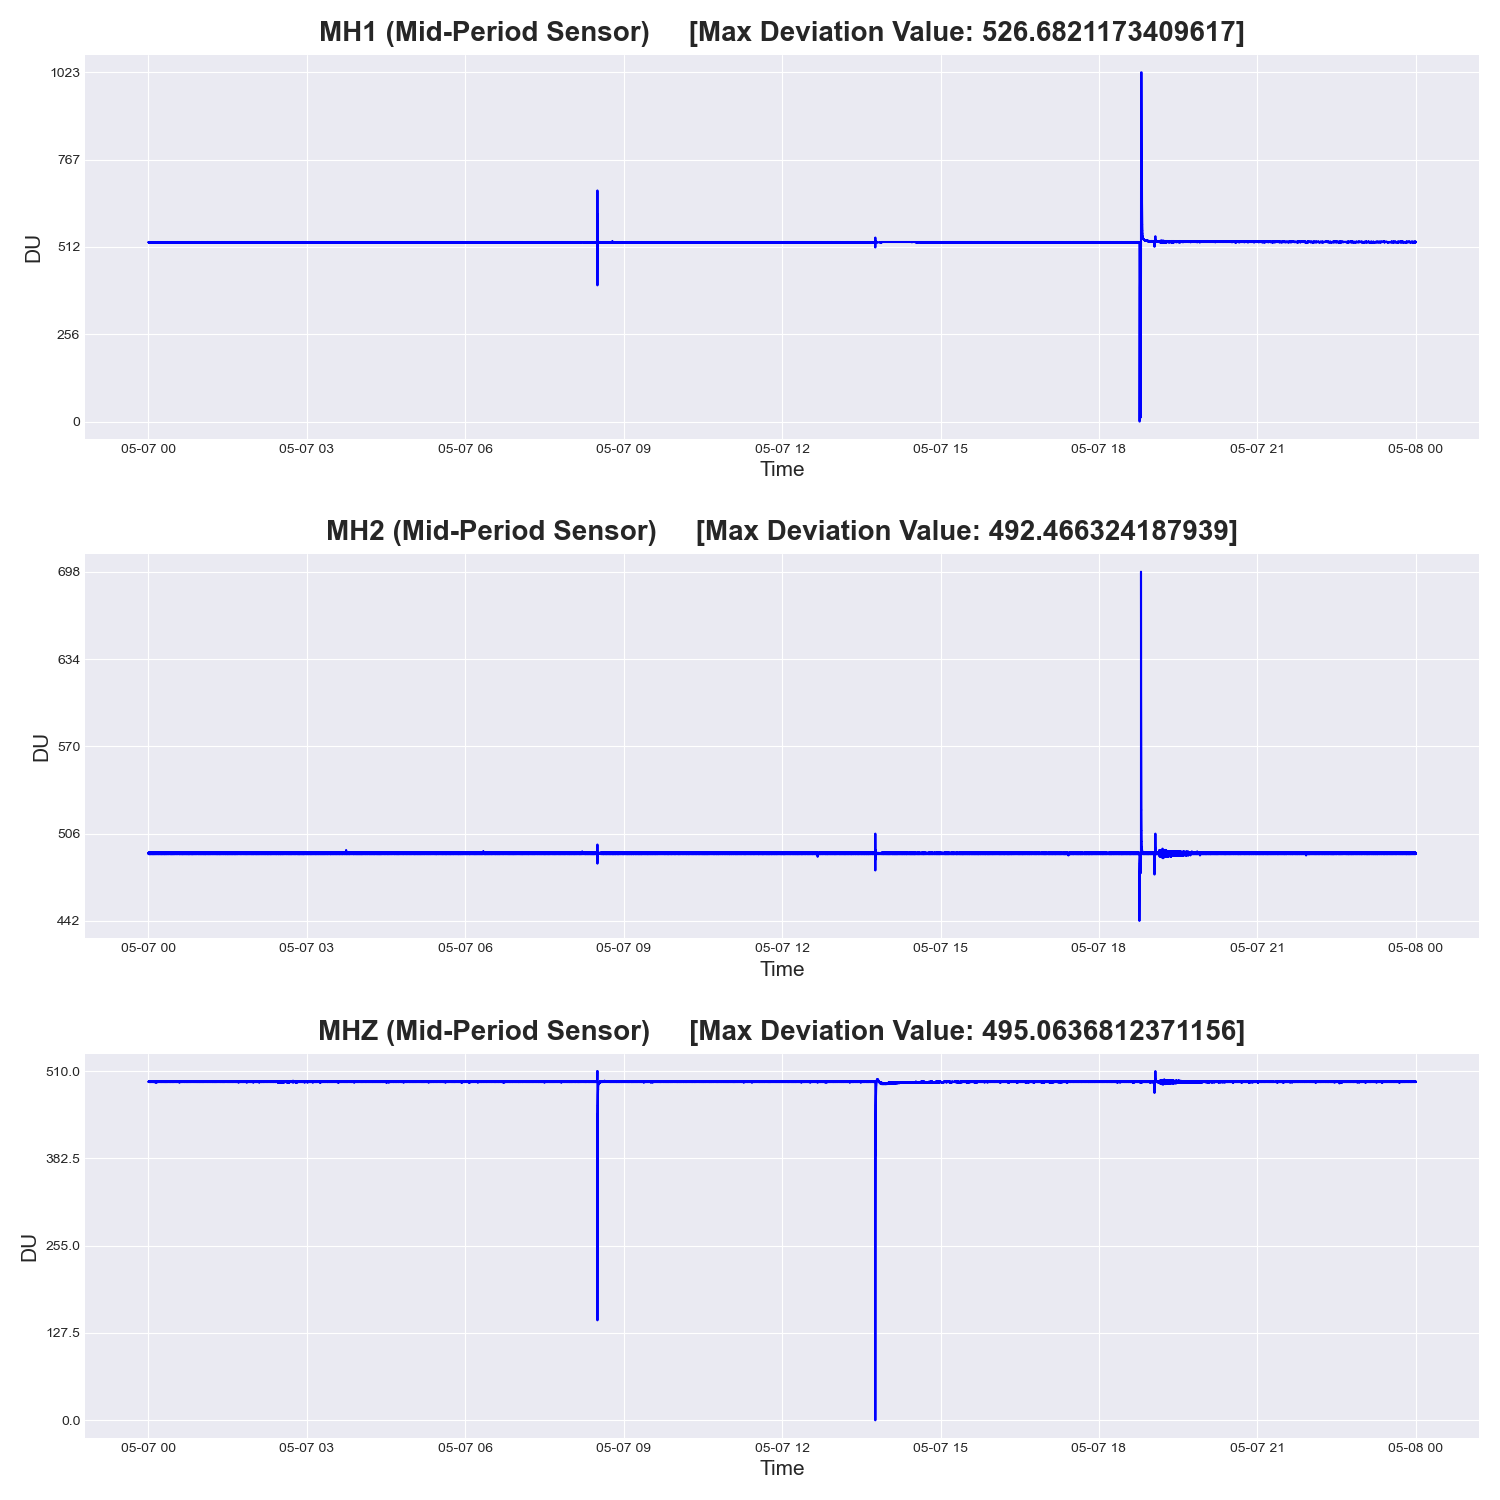 MH1 (Mid-Period Sensor) [Max Deviation Value: 526.6821173409617]
1023
767
512
256
0
DU
05-07 00 05-07 03 05-07 06 05-07 09 05-07 12 05-07 15 05-07 18 05-07 21 05-08 00
Time
MH2 (Mid-Period Sensor) [Max Deviation Value: 492.466324187939]
698
634
570
506
442
DU
05-07 00 05-07 03 05-07 06 05-07 09 05-07 12 05-07 15 05-07 18 05-07 21 05-08 00
Time
MHZ (Mid-Period Sensor) [Max Deviation Value: 495.0636812371156]
510.0
382.5
255.0
127.5
0.0
DU
05-07 00 05-07 03 05-07 06 05-07 09 05-07 12 05-07 15 05-07 18 05-07 21 05-08 00
Time